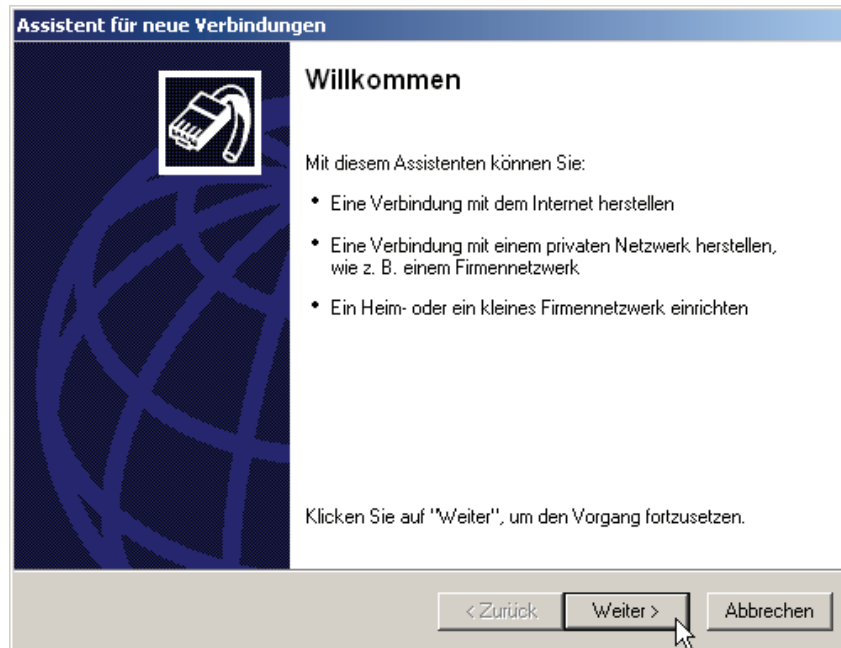 Assistent für neue Verbindungen
Willkommen
Mit diesem Assistenten können Sie:
• Eine Verbindung mit dem Internet herstellen
• Eine Verbindung mit einem privaten Netzwerk herstellen,
wie z. B. einem Firmennetzwerk
• Ein Heim- oder ein kleines Firmennetzwerk einrichten
Klicken Sie auf "Weiter", um den Vorgang fortzusetzen.
< Zurück Weiter > Abbrechen